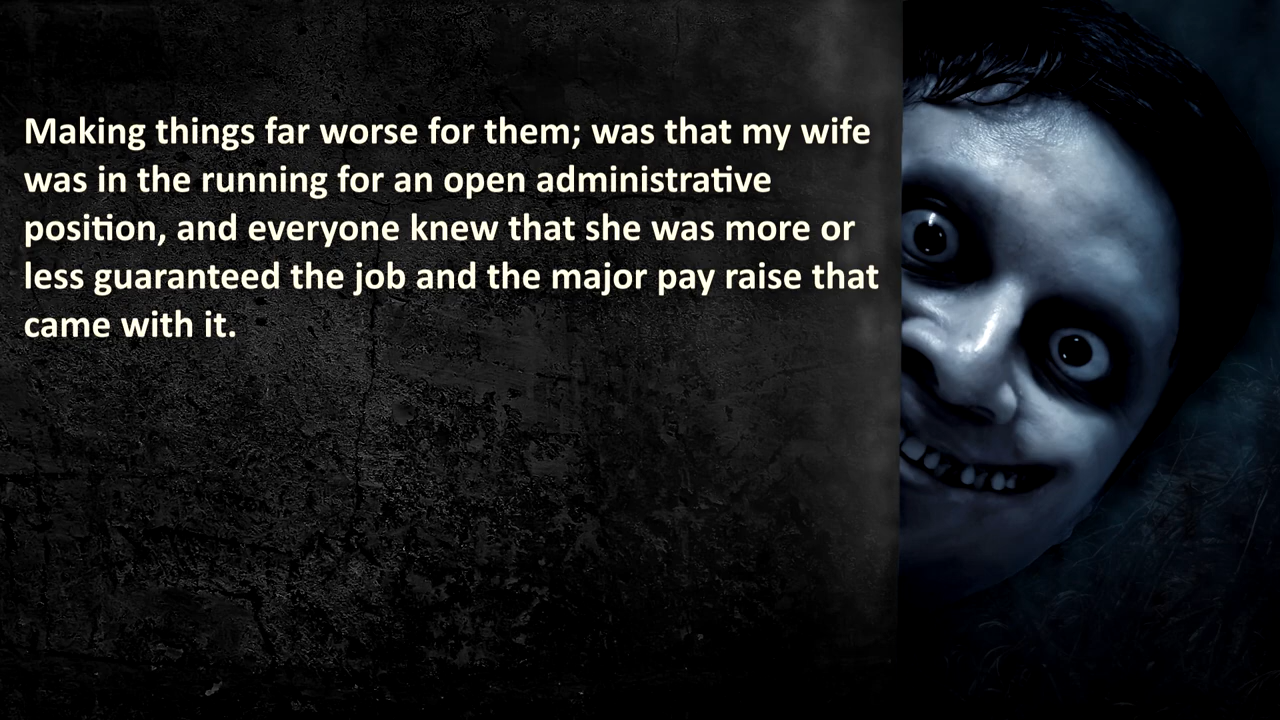 Making things far worse for them; was that my wife
was in the running for an open administrative
position, and everyone knew that she was more or
less guaranteed the job and the major pay raise that
came with it.